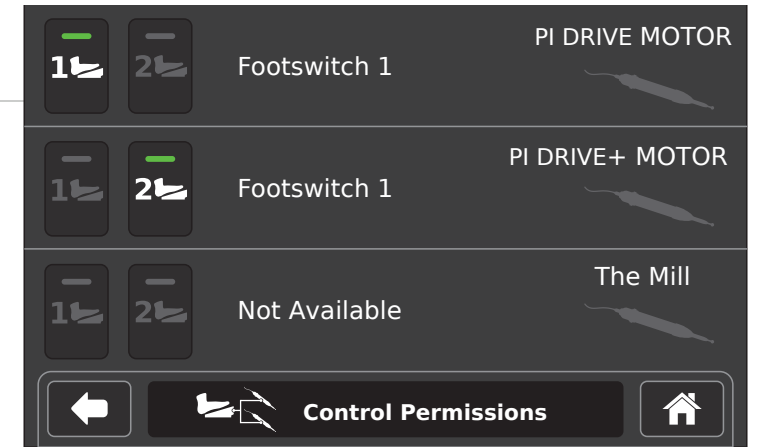 PI DRIVE MOTOR
1 2 Footswitch 1
PI DRIVE+ MOTOR
1 2 Footswitch 1
The Mill
1 2 Not Available
Control Permissions